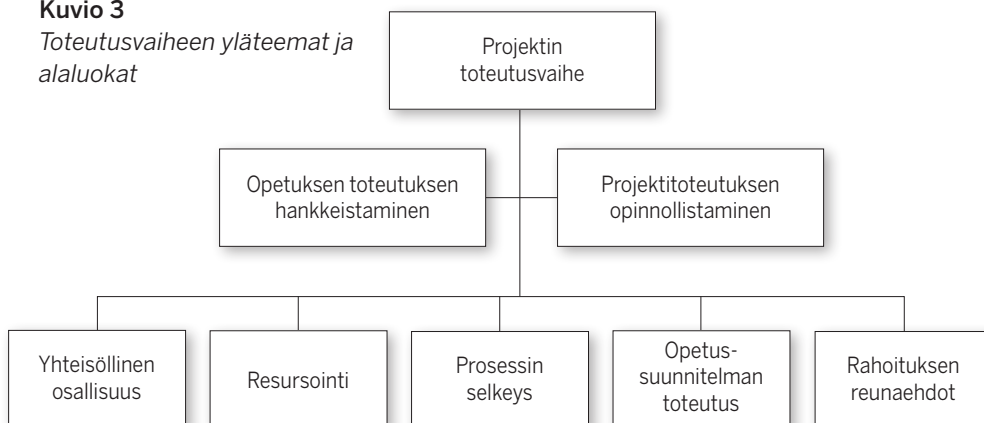 Kuvio 3
Toteutusvaiheen yläteemat ja
alaluokat
Projektin
toteutusvaihe
Opetuksen toteutuksen
hankkeistaminen
Projektitoteutuksen
opinnollistaminen
Yhteisöllinen
osallisuus
Resursointi
Prosessin
selkeys
Opetus-
suunnitelman
toteutus
Rahoituksen
reunaehdot